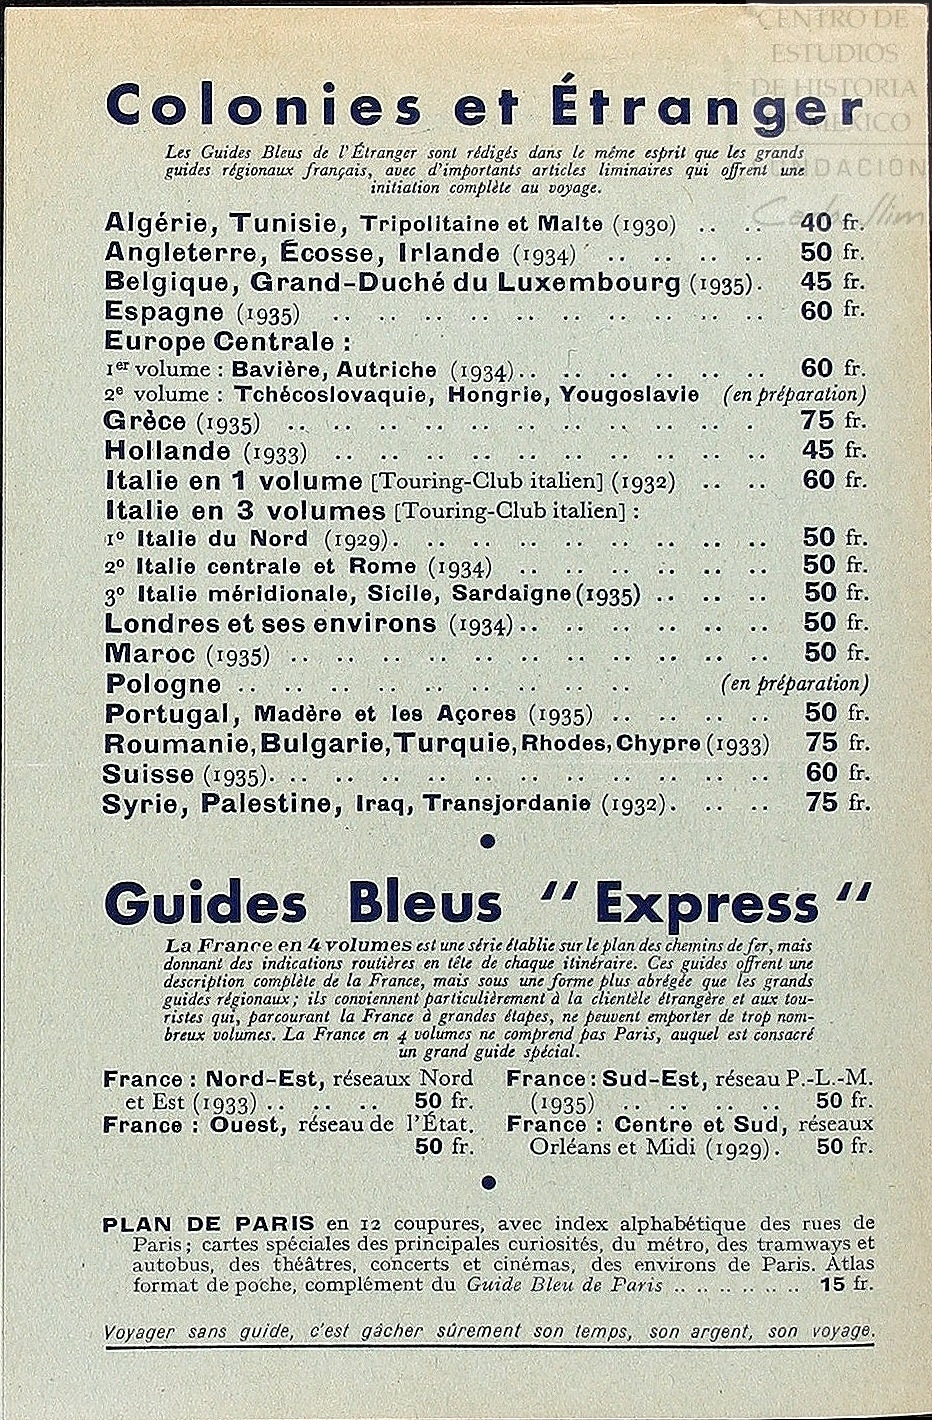 CENTRO DE
ESTUDIOS
DE HISTORIA
DE MÉXICO
FUNDACIÓN
Carlos Slim
Colonies et Étranger
Les Guides Bleus de l'Étranger sont rédigés dans le même esprit que les grands
guides régionaux français, avec d'importants articles liminaires qui offrent une
initiation complète au voyage.
Algérie, Tunisie, Tripolitaine et Malte (1930) .. .. 40 fr.
Angleterre, Écosse, Irlande (1934) .. .. .. .. 50 fr.
Belgique, Grand-Duché du Luxembourg (1935). 45 fr.
Espagne (1935) .. .. .. .. .. .. .. .. .. .. 60 fr.
Europe Centrale :
1er volume : Bavière, Autriche (1934).. .. .. .. .. .. .. 60 fr.
2e volume : Tchécoslovaquie, Hongrie, Yougoslavie (en préparation)
Grèce (1935) .. .. .. .. .. .. .. .. .. .. . 75 fr.
Hollande (1933) .. .. .. .. .. .. .. .. .. .. 45 fr.
Italie en 1 volume [Touring-Club italien] (1932) .. .. 60 fr.
Italie en 3 volumes [Touring-Club italien] :
1º Italie du Nord (1929). .. .. .. .. .. .. .. .. .. 50 fr.
2º Italie centrale et Rome (1934) .. .. .. .. .. .. .. 50 fr.
3º Italie méridionale, Sicile, Sardaigne (1935) .. .. .. 50 fr.
Londres et ses environs (1934).. .. .. .. .. .. 50 fr.
Maroc (1935) .. .. .. .. .. .. .. .. .. .. .. 50 fr.
Pologne .. .. .. .. .. .. .. .. .. (en préparation)
Portugal, Madère et les Açores (1935) .. .. .. .. 50 fr.
Roumanie, Bulgarie, Turquie, Rhodes, Chypre (1933) 75 fr.
Suisse (1935). .. .. .. .. .. .. .. .. .. .. .. 60 fr.
Syrie, Palestine, Iraq, Transjordanie (1932). .. .. 75 fr.
●
Guides Bleus "Express"
La France en 4 volumes est une série établie sur le plan des chemins de fer, mais
donnant des indications routières en tête de chaque itinéraire. Ces guides offrent une
description complète de la France, mais sous une forme plus abrégée que les grands
guides régionaux ; ils conviennent particulièrement à la clientèle étrangère et aux tou-
ristes qui, parcourant la France à grandes étapes, ne peuvent emporter de trop nom-
breux volumes. La France en 4 volumes ne comprend pas Paris, auquel est consacré
un grand guide spécial.
France : Nord-Est, réseaux Nord
et Est (1933) .. .. .. 50 fr.
France : Ouest, réseau de l'État.
50 fr.
France : Sud-Est, réseau P.-L.-M.
(1935) .. .. .. .. 50 fr.
France : Centre et Sud, réseaux
Orléans et Midi (1929). 50 fr.
●
PLAN DE PARIS en 12 coupures, avec index alphabétique des rues de
Paris ; cartes spéciales des principales curiosités, du métro, des tramways et
autobus, des théâtres, concerts et cinémas, des environs de Paris. Atlas
format de poche, complément du Guide Bleu de Paris .. .. .. .. .. .. 15 fr.
Voyager sans guide, c'est gâcher sûrement son temps, son argent, son voyage.